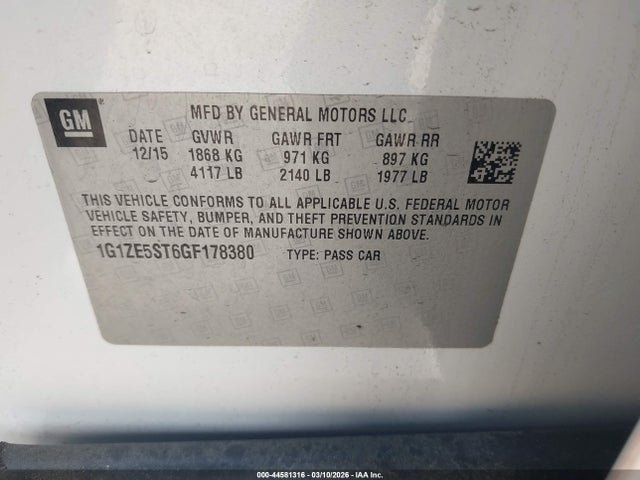 GM
MFD BY GENERAL MOTORS LLC
DATE GVWR GAWR FRT GAWR RR
12/15 1868 KG 971 KG 897 KG
4117 LB 2140 LB 1977 LB
THIS VEHICLE CONFORMS TO ALL APPLICABLE U.S. FEDERAL MOTOR
VEHICLE SAFETY, BUMPER, AND THEFT PREVENTION STANDARDS IN
EFFECT ON THE DATE OF MANUFACTURE SHOWN ABOVE.
1G1ZE5ST6GF178380 TYPE: PASS CAR
000-44581316 — 03/10/2026 — IAA Inc.